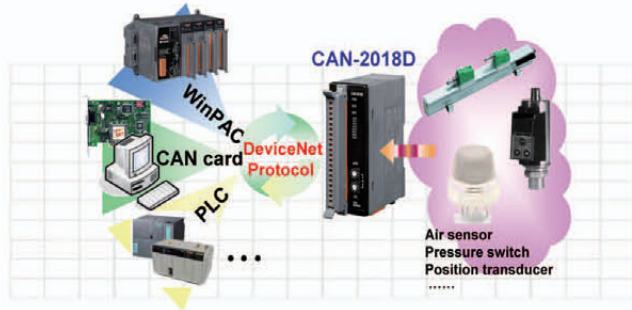 CAN-2018D
WinPAC
CAN card
DeviceNet
Protocol
PLC
...
Air sensor
Pressure switch
Position transducer
......